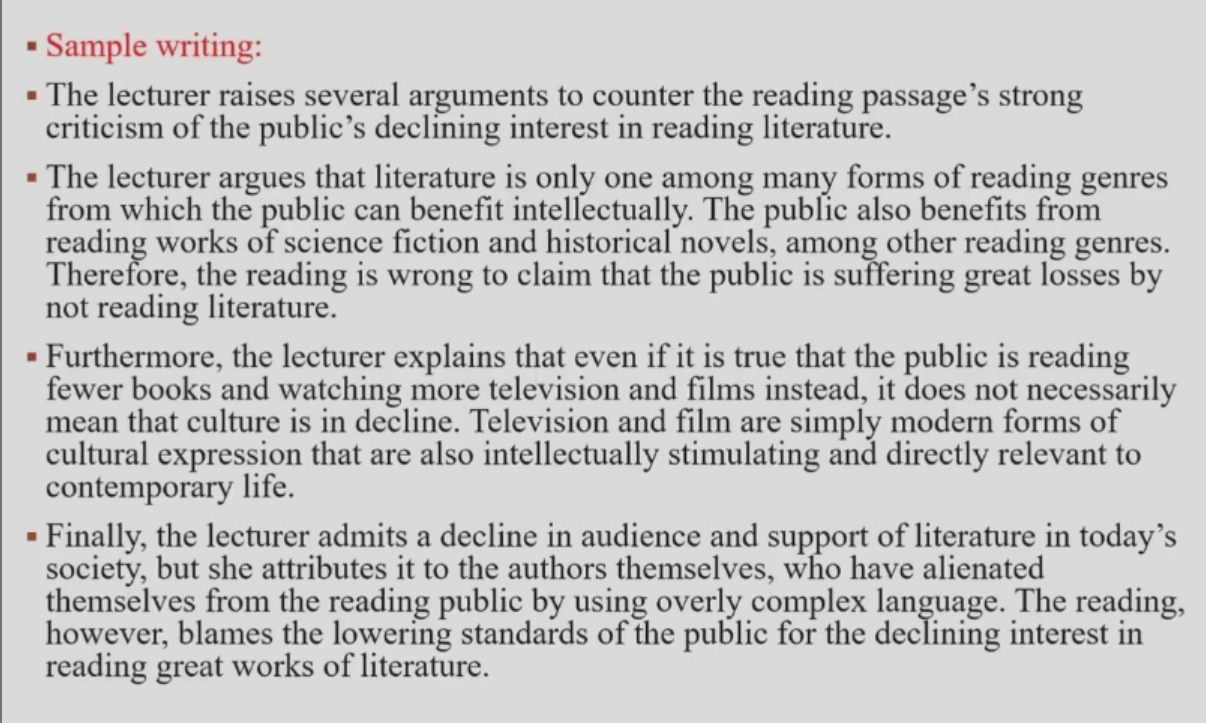 ▪ Sample writing:
▪ The lecturer raises several arguments to counter the reading passage’s strong
criticism of the public’s declining interest in reading literature.
▪ The lecturer argues that literature is only one among many forms of reading genres
from which the public can benefit intellectually. The public also benefits from
reading works of science fiction and historical novels, among other reading genres.
Therefore, the reading is wrong to claim that the public is suffering great losses by
not reading literature.
▪ Furthermore, the lecturer explains that even if it is true that the public is reading
fewer books and watching more television and films instead, it does not necessarily
mean that culture is in decline. Television and film are simply modern forms of
cultural expression that are also intellectually stimulating and directly relevant to
contemporary life.
▪ Finally, the lecturer admits a decline in audience and support of literature in today’s
society, but she attributes it to the authors themselves, who have alienated
themselves from the reading public by using overly complex language. The reading,
however, blames the lowering standards of the public for the declining interest in
reading great works of literature.